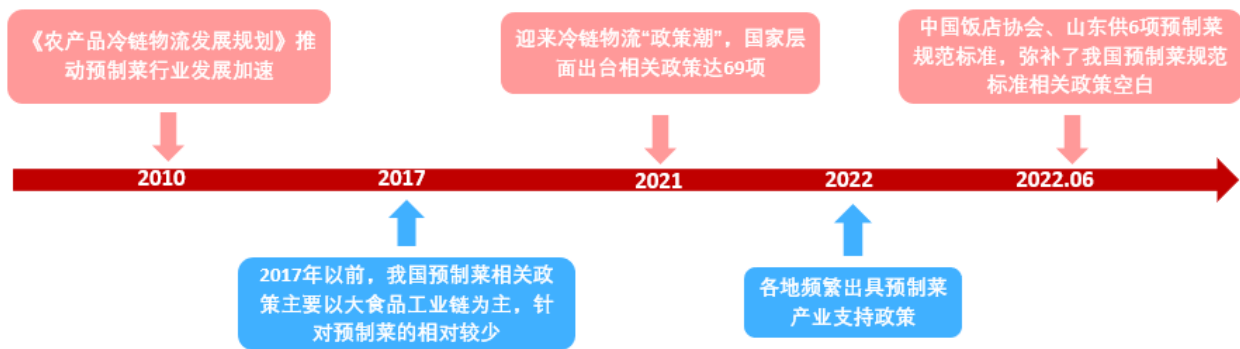 《农产品冷链物流发展规划》推
动预制菜行业发展加速
迎来冷链物流“政策潮”，国家层
面出台相关政策达69项
中国饭店协会、山东供6项预制菜
规范标准，弥补了我国预制菜规范
标准相关政策空白
2010
2017
2021
2022
2022.06
2017年以前，我国预制菜相关政
策主要以大食品工业链为主，针
对预制菜的相对较少
各地频繁出具预制菜
产业支持政策